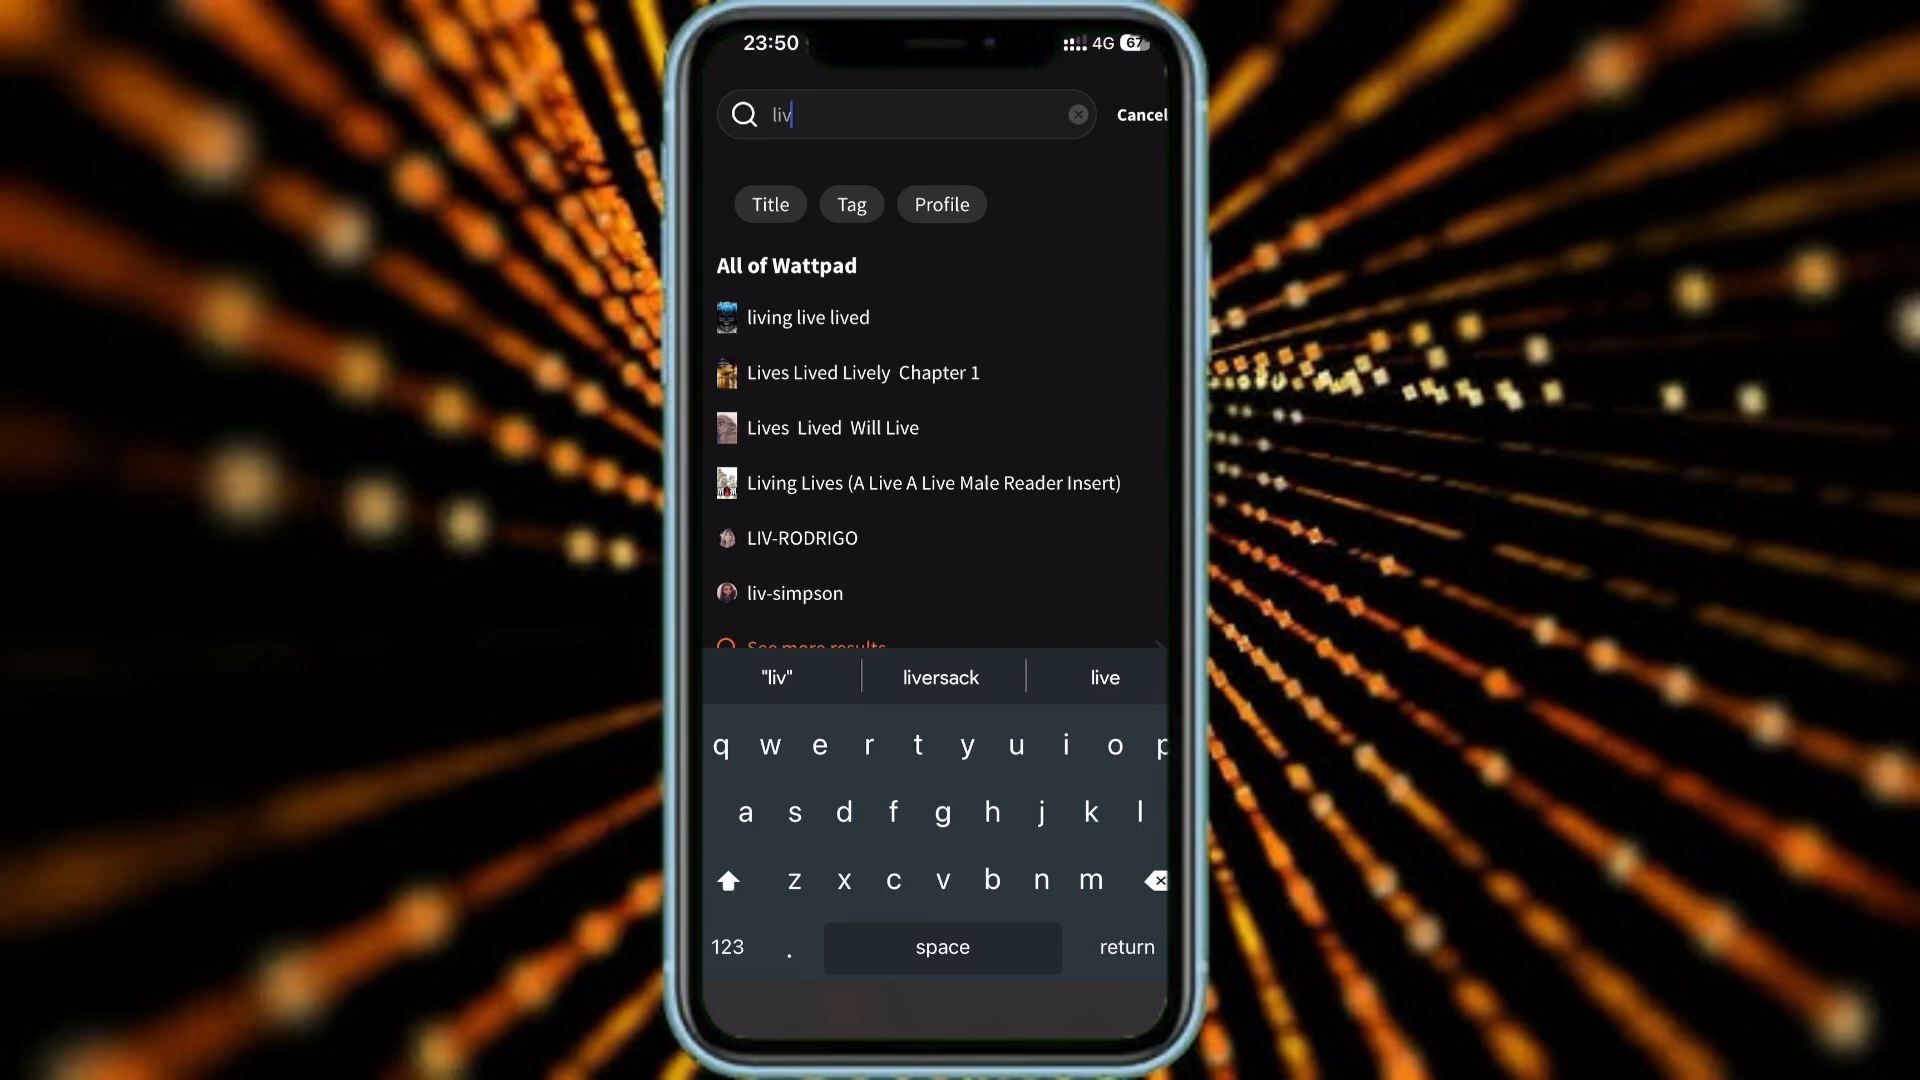 23:50
4G 67
liv
Cancel
Title Tag Profile
All of Wattpad
living live lived
Lives Lived Lively Chapter 1
Lives Lived Will Live
Living Lives (A Live A Live Male Reader Insert)
LIV-RODRIGO
liv-simpson
See more results
"liv" liversack live
q w e r t y u i o p
a s d f g h j k l
z x c v b n m
123 . space return